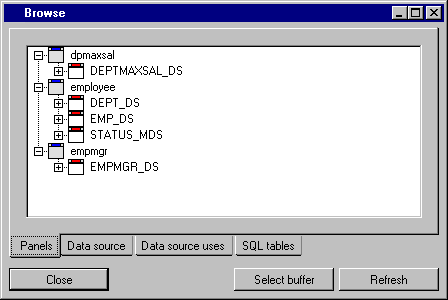 Browse
dpmaxsal
DEPTMAXSAL_DS
employee
DEPT_DS
EMP_DS
STATUS_MDS
empmgr
EMPMGR_DS
Panels Data source Data source uses SQL tables
Close Select buffer Refresh